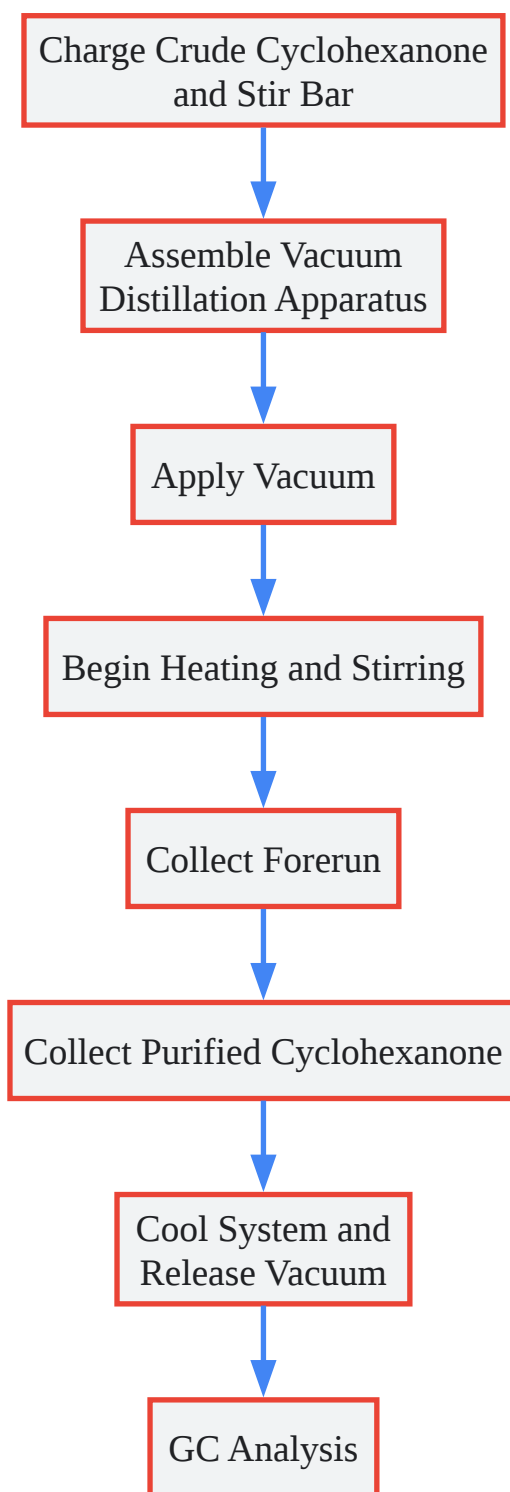 Charge Crude Cyclohexanone
and Stir Bar
Assemble Vacuum
Distillation Apparatus
Apply Vacuum
Begin Heating and Stirring
Collect Forerun
Collect Purified Cyclohexanone
Cool System and
Release Vacuum
GC Analysis